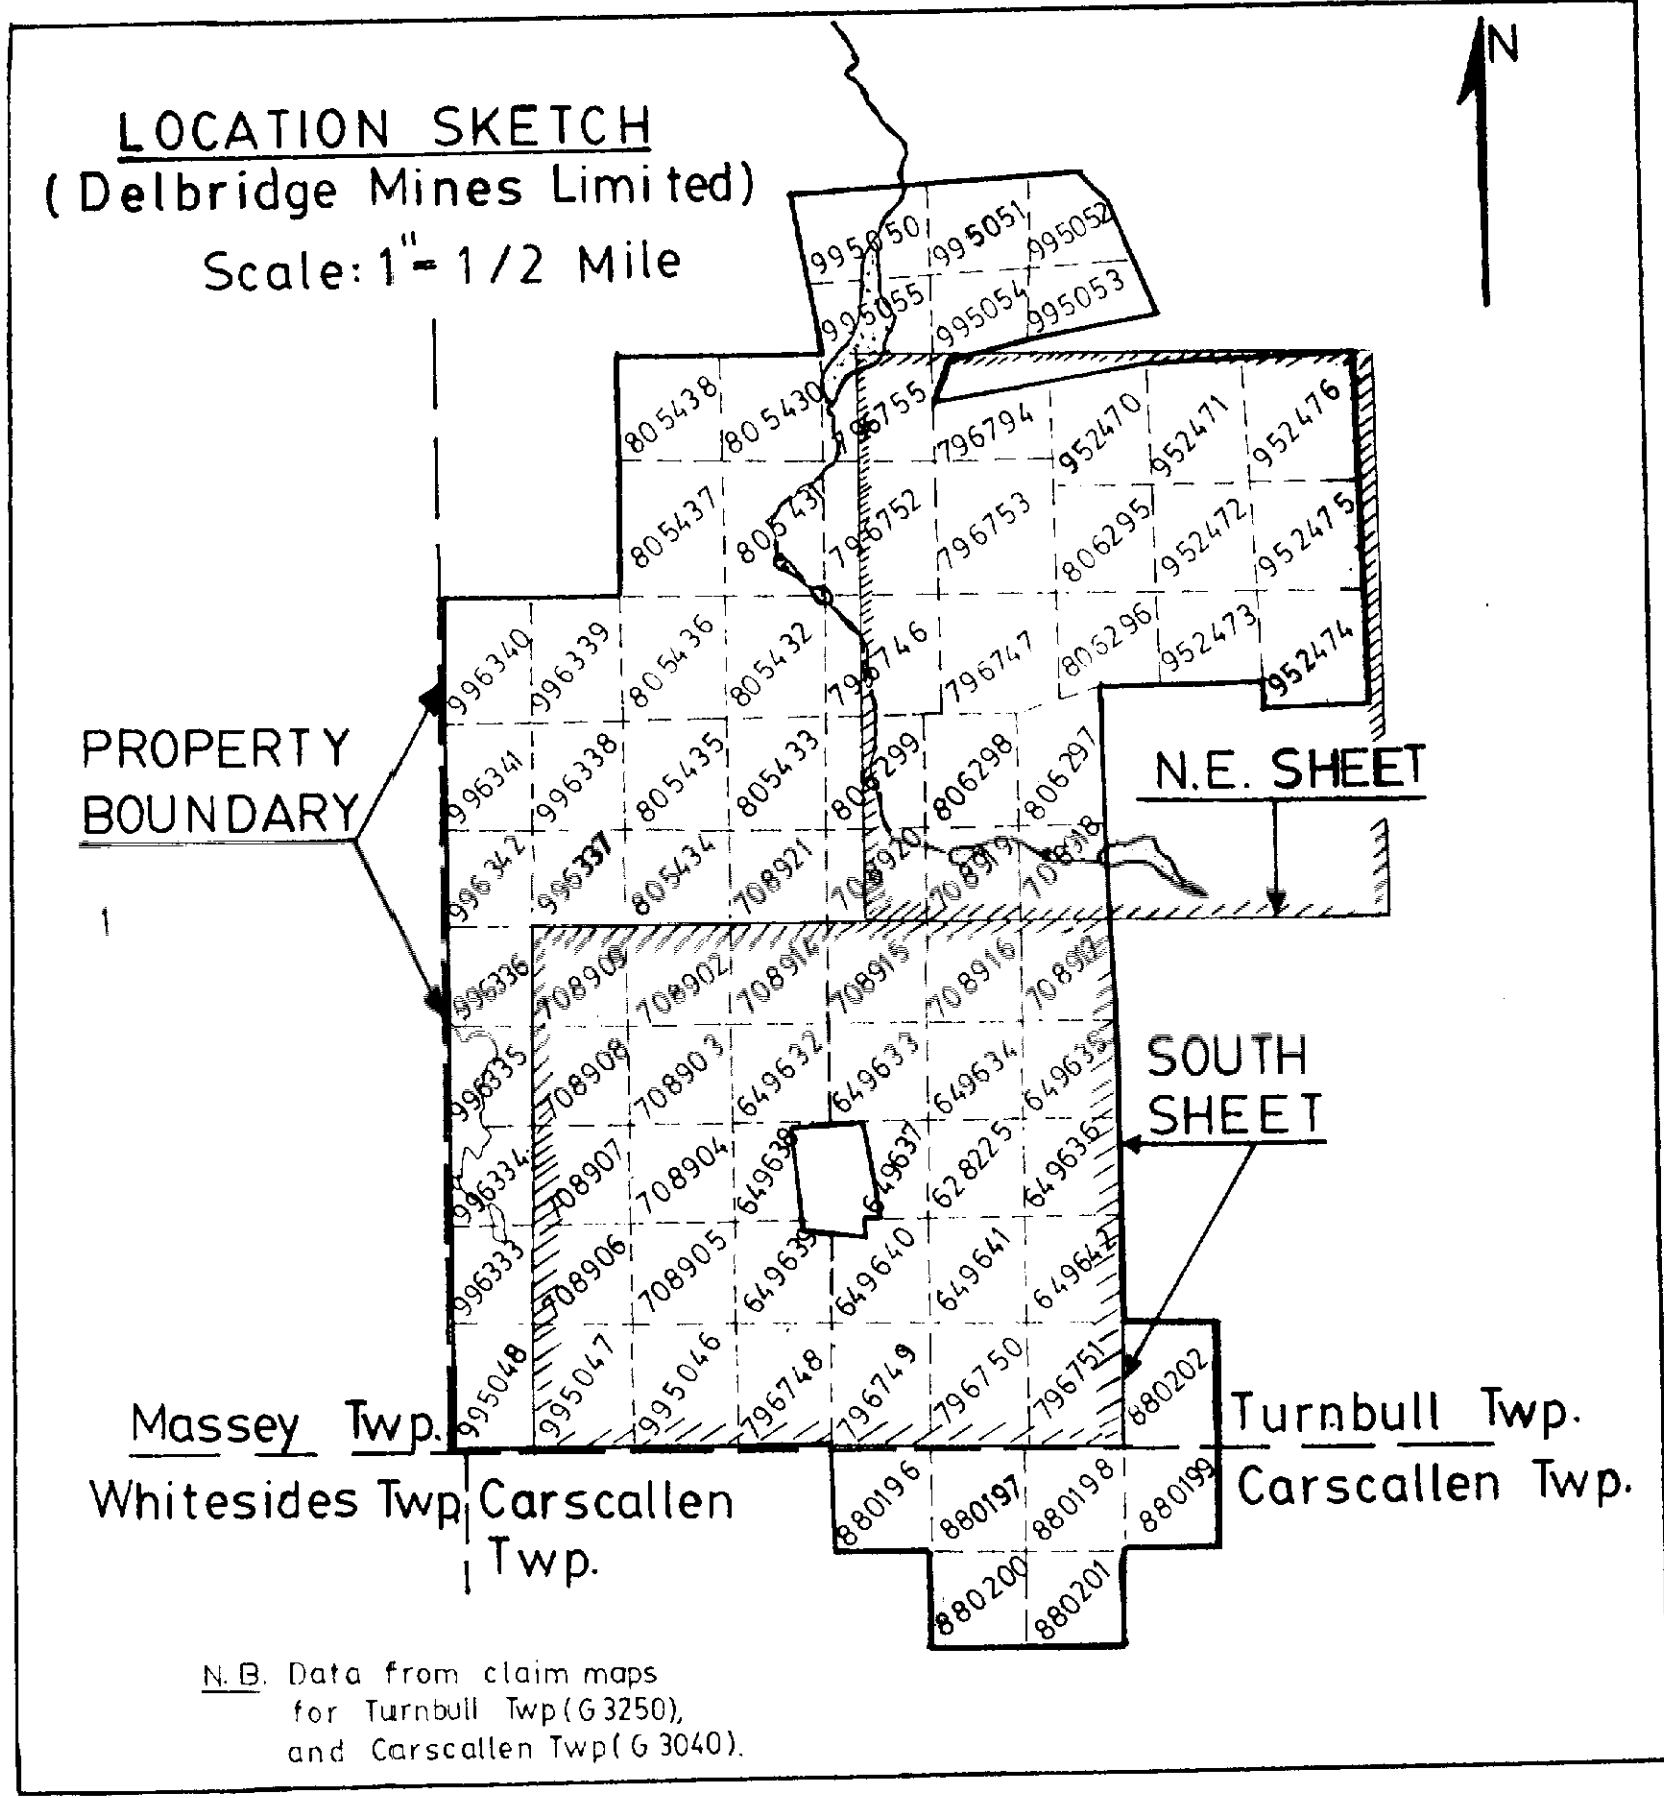 N
LOCATION SKETCH
(Delbridge Mines Limited)
Scale: 1"= 1/2 Mile
995050 995051 995052
995055 995054 995053
805438 805430 796755 796794 952470 952471 952476
805437 805431 796752 796753 806295 952472 952475
996340 996339 805436 805432 796746 796747 806296 952473 952474
PROPERTY
BOUNDARY
996341 996338 805435 805433 806299 806298 806297
N.E. SHEET
996342 996337 805434 708921 708920 708919 708918
996336 708909 708902 708914 708915 708916
996335 708908 708903 649632 649633 649634 649635
SOUTH
SHEET
996334 708907 708904 649638 649637 628225 649636
996333 708906 708905 649639 649640 649641 649642
995048 995047 995046 796748 796749 796750 796751 880202
Massey Twp. Turnbull Twp.
Whitesides Twp Carscallen
Twp.
Carscallen Twp.
880196 880197 880198 880199
880200 880201
N.B. Data from claim maps
for Turnbull Twp(G3250),
and Carscallen Twp(G 3040).